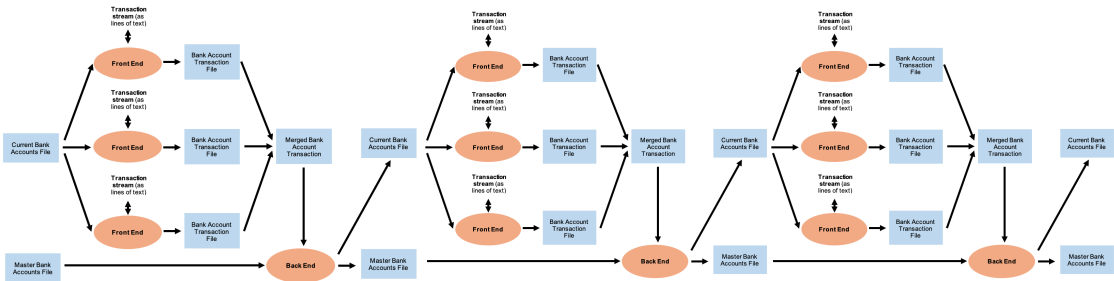 Transaction
stream (as
lines of text)
Front End
Bank Account
Transaction
File
Transaction
stream (as
lines of text)
Current Bank
Accounts File
Front End
Bank Account
Transaction
File
Merged Bank
Account
Transaction
Transaction
stream (as
lines of text)
Front End
Bank Account
Transaction
File
Master Bank
Accounts File
Back End
Transaction
stream (as
lines of text)
Front End
Bank Account
Transaction
File
Transaction
stream (as
lines of text)
Current Bank
Accounts File
Front End
Bank Account
Transaction
File
Merged Bank
Account
Transaction
Transaction
stream (as
lines of text)
Front End
Bank Account
Transaction
File
Master Bank
Accounts File
Back End
Transaction
stream (as
lines of text)
Front End
Bank Account
Transaction
File
Transaction
stream (as
lines of text)
Current Bank
Accounts File
Front End
Bank Account
Transaction
File
Merged Bank
Account
Transaction
Transaction
stream (as
lines of text)
Front End
Bank Account
Transaction
File
Master Bank
Accounts File
Back End
Current Bank
Accounts File
Master Bank
Accounts File